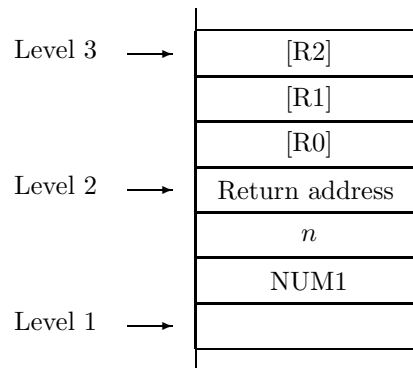 Level 3 [R2]
[R1]
[R0]
Level 2 Return address
n
NUM1
Level 1